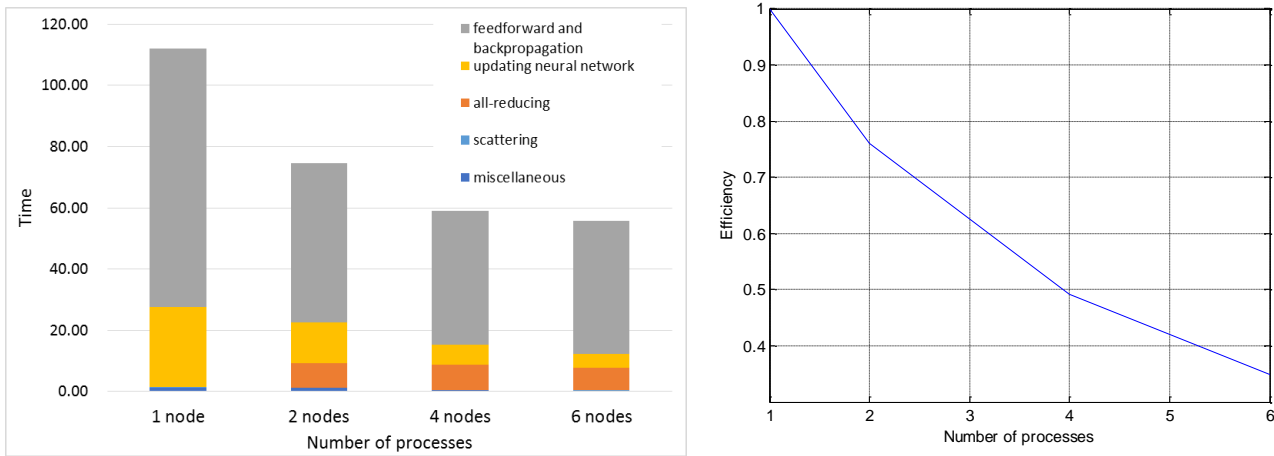 120.00
100.00
80.00
60.00
40.00
20.00
0.00
Time
1 node
2 nodes
4 nodes
6 nodes
Number of processes
feedforward and
backpropagation
updating neural network
all-reducing
scattering
miscellaneous
1
0.9
0.8
0.7
0.6
0.5
0.4
Efficiency
1
2
3
4
5
6
Number of processes